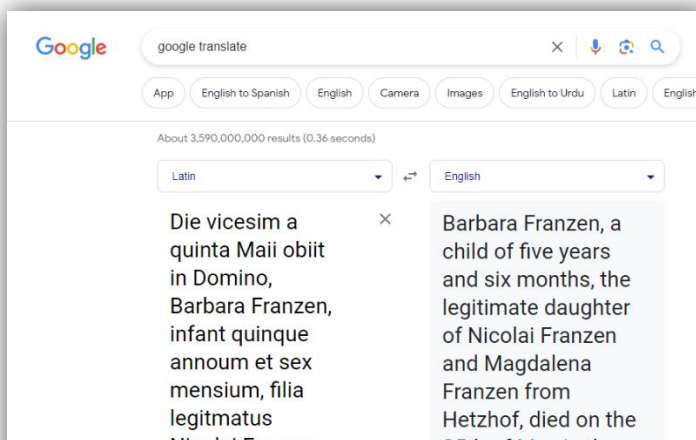 Google
google translate
App English to Spanish English Camera Images English to Urdu Latin English
About 3,590,000,000 results (0.36 seconds)
Latin English
Die vicesim a
quinta Maii obiit
in Domino,
Barbara Franzen,
infant quinque
annoum et sex
mensium, filia
legitmatus
Barbara Franzen, a
child of five years
and six months, the
legitimate daughter
of Nicolai Franzen
and Magdalena
Franzen from
Hetzhof, died on the